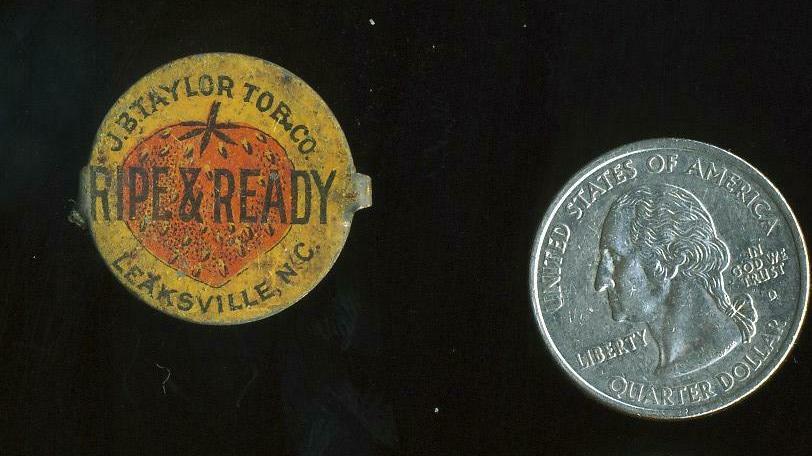 J.B.TAYLOR TOB.CO.
RIPE & READY
LEAKSVILLE, N.C.
UNITED STATES OF AMERICA
IN
GOD WE
TRUST
D
LIBERTY
QUARTER DOLLAR